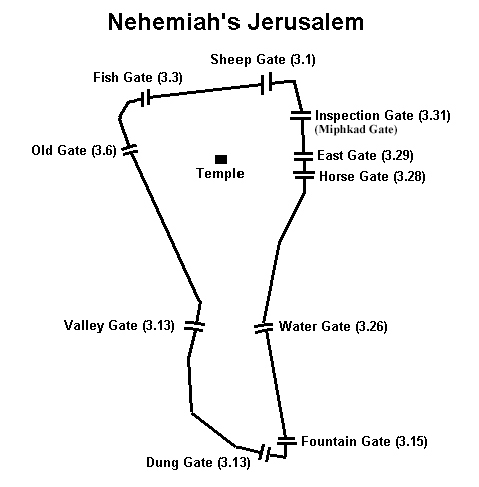 Nehemiah's Jerusalem
Sheep Gate (3.1)
Fish Gate (3.3)
Inspection Gate (3.31)
(Miphkad Gate)
Old Gate (3.6)
East Gate (3.29)
Temple
Horse Gate (3.28)
Valley Gate (3.13)
Water Gate (3.26)
Fountain Gate (3.15)
Dung Gate (3.13)